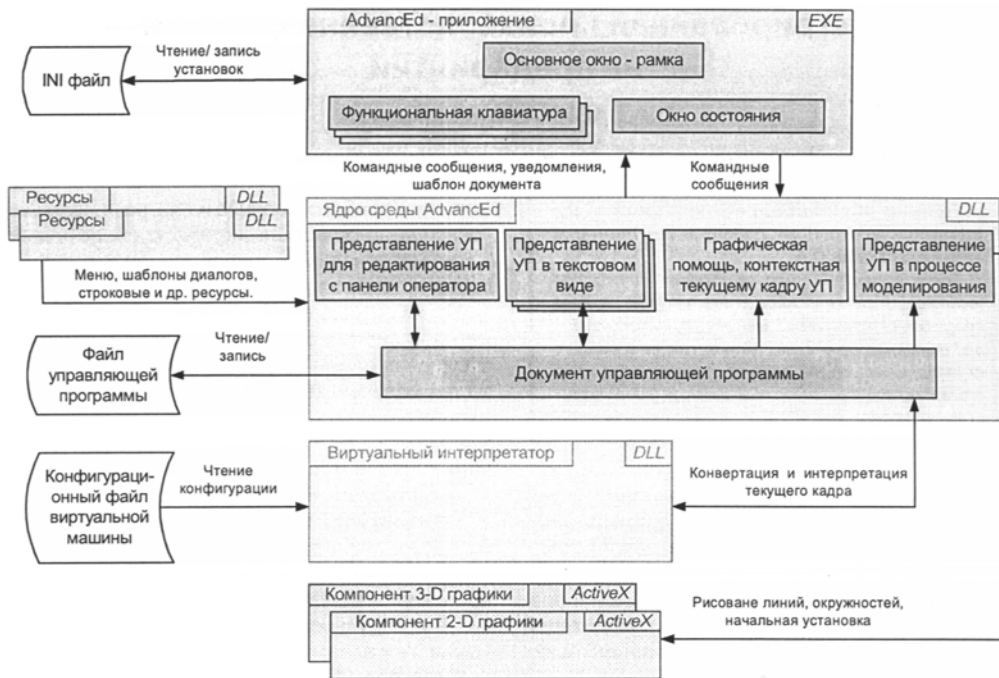 AdvancEd - приложение
EXE
Основное окно - рамка
Функциональная клавиатура
Окно состояния
INI файл
Чтение/ запись
установок
Командные сообщения, уведомления,
шаблон документа
Командные
сообщения
Ресурсы
DLL
Ресурсы
DLL
Меню, шаблоны диалогов,
строковые и др. ресурсы.
Ядро среды AdvancEd
DLL
Представление УП
для редактирования
с панели оператора
Представление
УП в текстовом
виде
Графическая
помощь, контекстная
текущему кадру УП
Представление
УП в процессе
моделирования
Файл
управляющей
программы
Чтение/
запись
Документ управляющей программы
Конфигураци-
онный файл
виртуальной
машины
Чтение
конфигурации
Виртуальный интерпретатор
DLL
Конвертация и интерпретация
текущего кадра
Компонент 3-D графики
ActiveX
Компонент 2-D графики
ActiveX
Рисоване линий, окружностей,
начальная установка